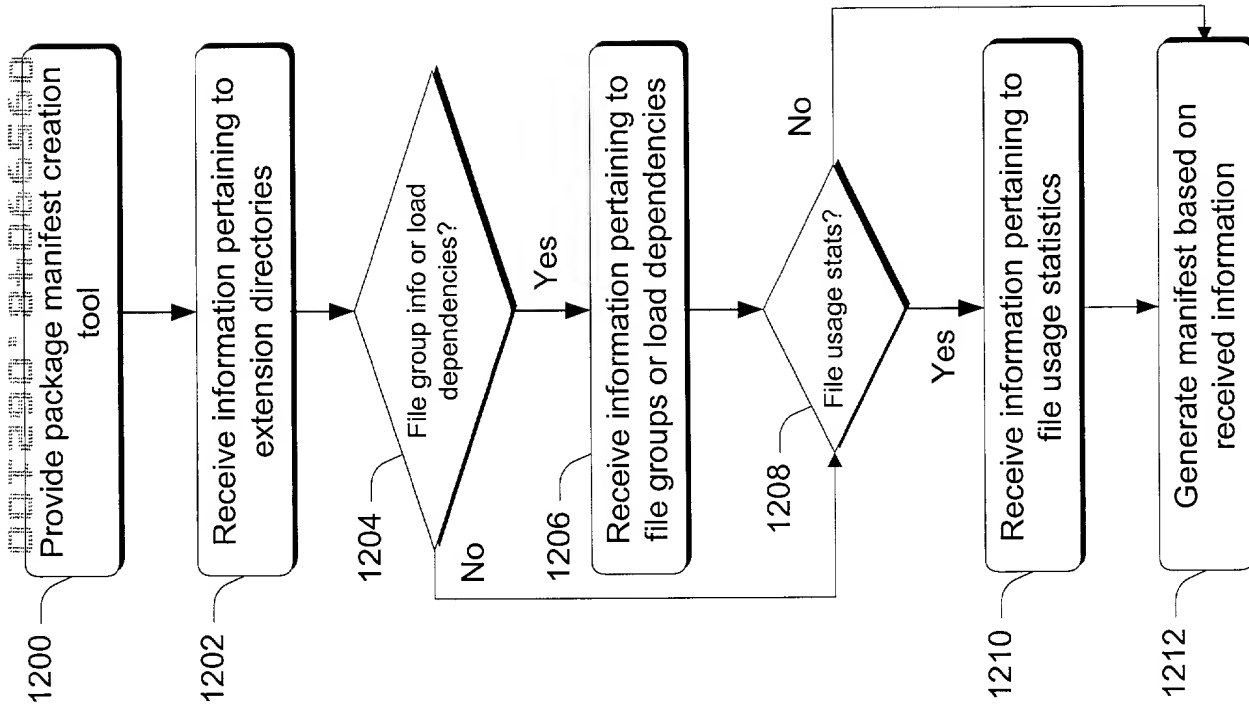 1200
Provide package manifest creation
tool
1202
Receive information pertaining to
extension directories
1204
File group info or load
dependencies?
No
Yes
1206
Receive information pertaining to
file groups or load dependencies
1208
File usage stats?
No
Yes
1210
Receive information pertaining to
file usage statistics
1212
Generate manifest based on
received information